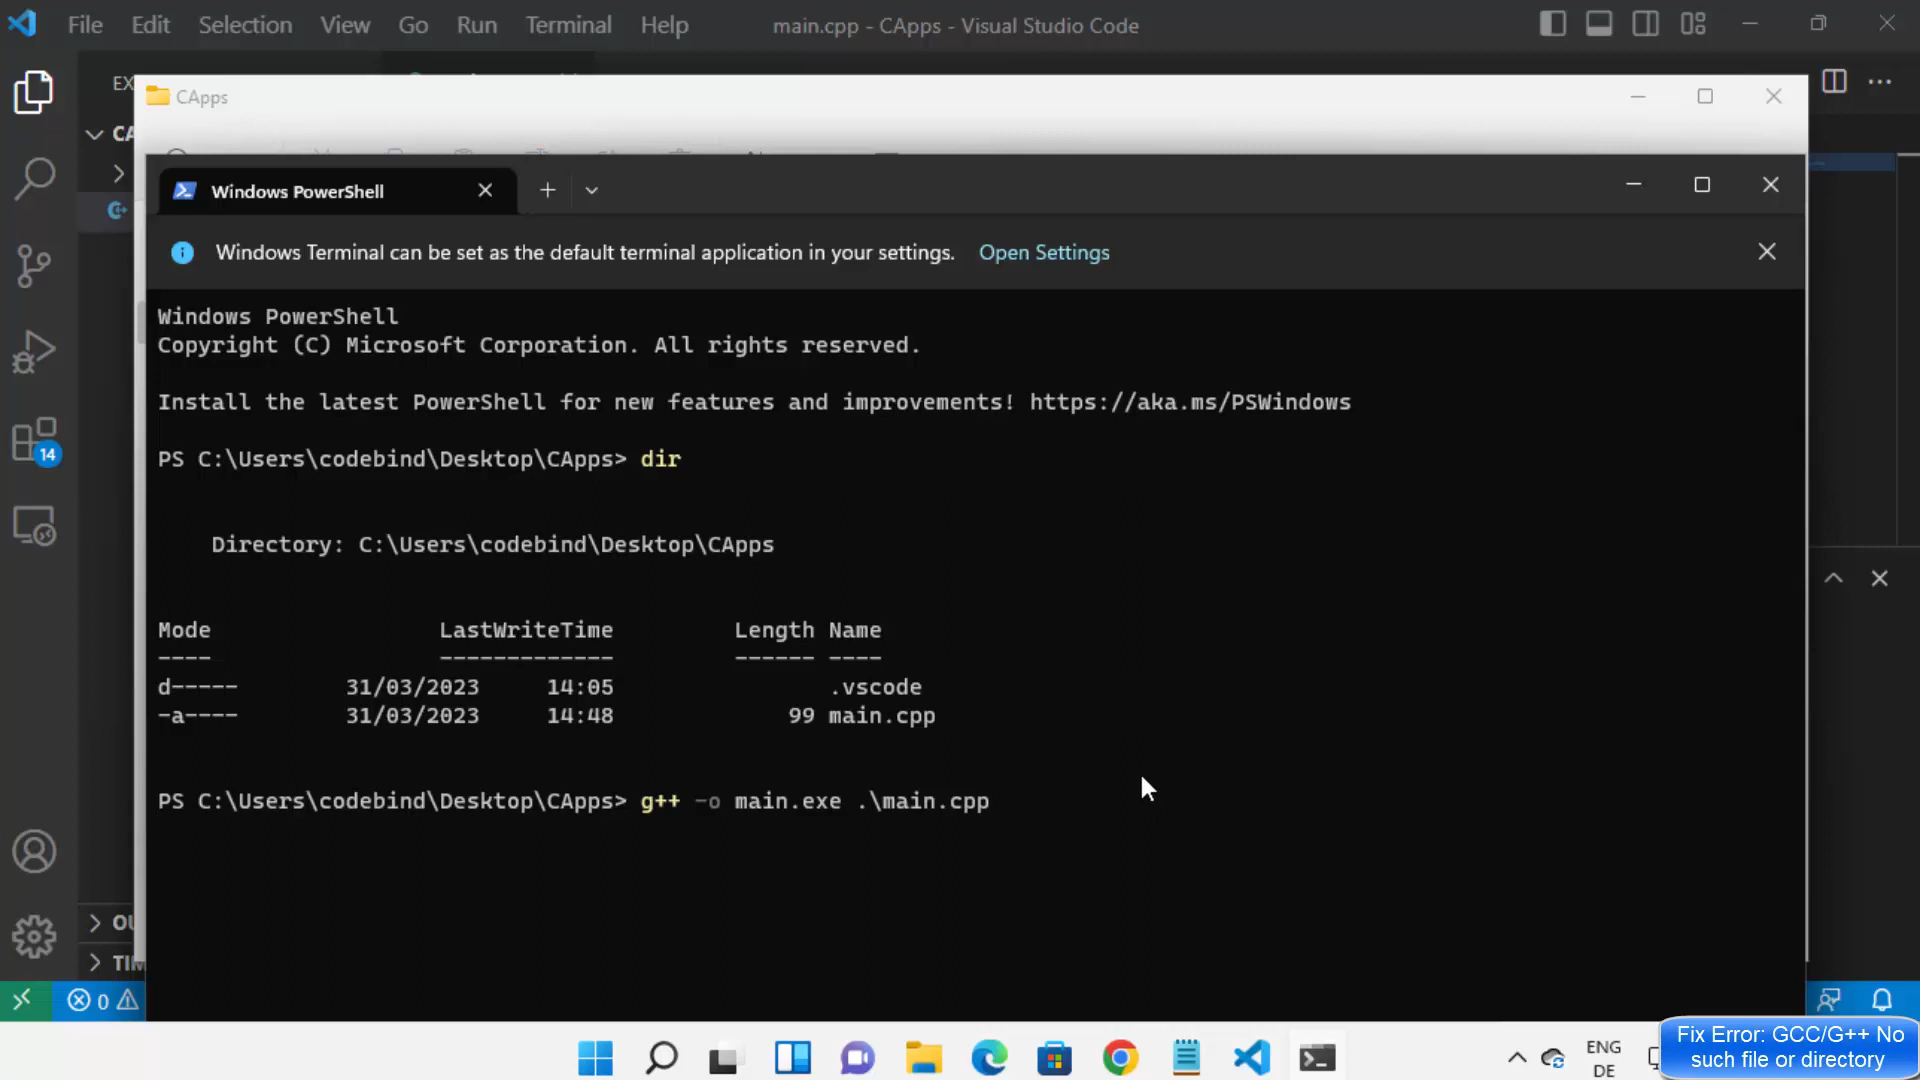 File Edit Selection View Go Run Terminal Help main.cpp - CApps - Visual Studio Code
EX
CApps
CA
Windows PowerShell
Windows Terminal can be set as the default terminal application in your settings. Open Settings
Windows PowerShell
Copyright (C) Microsoft Corporation. All rights reserved.
Install the latest PowerShell for new features and improvements! https://aka.ms/PSWindows
14
PS C:\Users\codebind\Desktop\CApps> dir
Directory: C:\Users\codebind\Desktop\CApps
Mode LastWriteTime Length Name
---- ------------- ------ ----
d----- 31/03/2023 14:05 .vscode
-a---- 31/03/2023 14:48 99 main.cpp
PS C:\Users\codebind\Desktop\CApps> g++ -o main.exe .\main.cpp
OU
TIM
0
ENG
DE
Fix Error: GCC/G++ No
such file or directory